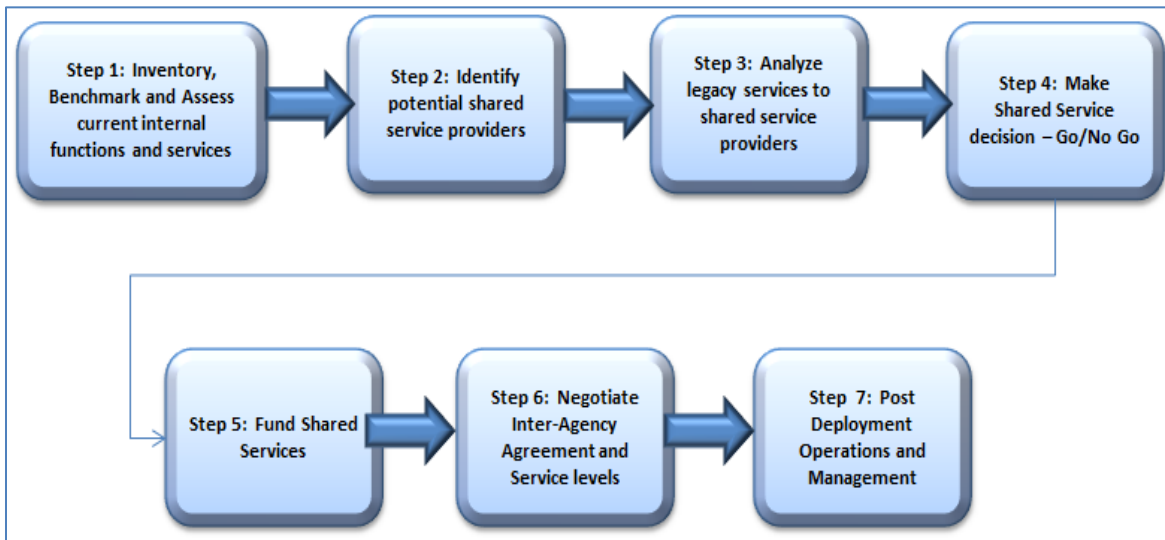 Step 1: Inventory,
Benchmark and Assess
current internal
functions and services
Step 2: Identify
potential shared
service providers
Step 3: Analyze
legacy services to
shared service
providers
Step 4: Make
Shared Service
decision – Go/No Go
Step 5: Fund Shared
Services
Step 6: Negotiate
Inter-Agency
Agreement and
Service levels
Step 7: Post
Deployment
Operations and
Management